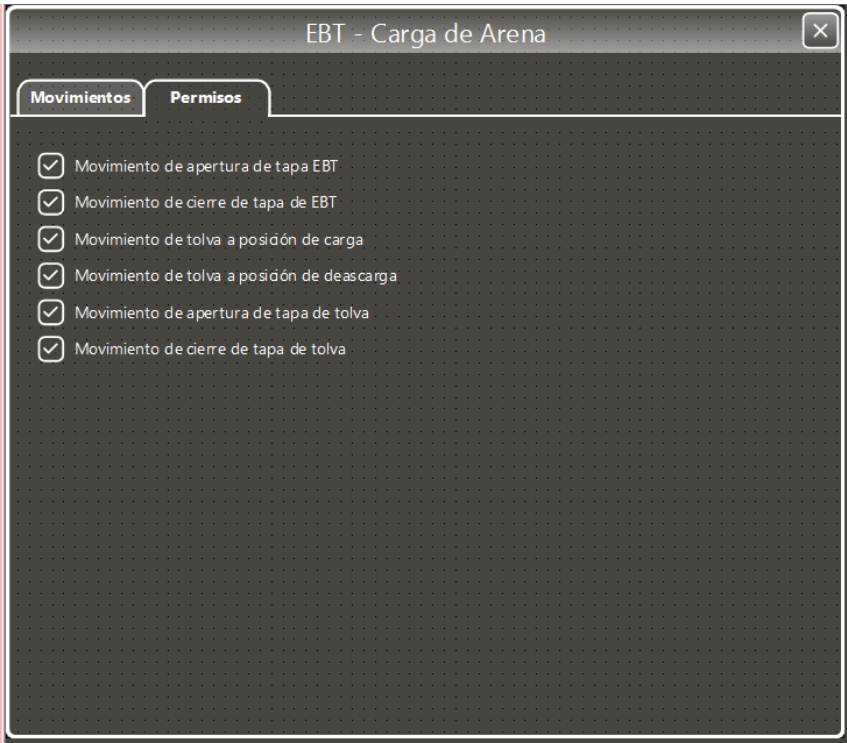 EBT - Carga de Arena
Movimientos Permisos
Movimiento de apertura de tapa EBT
Movimiento de cierre de tapa de EBT
Movimiento de tolva a posición de carga
Movimiento de tolva a posición de deascarga
Movimiento de apertura de tapa de tolva
Movimiento de cierre de tapa de tolva